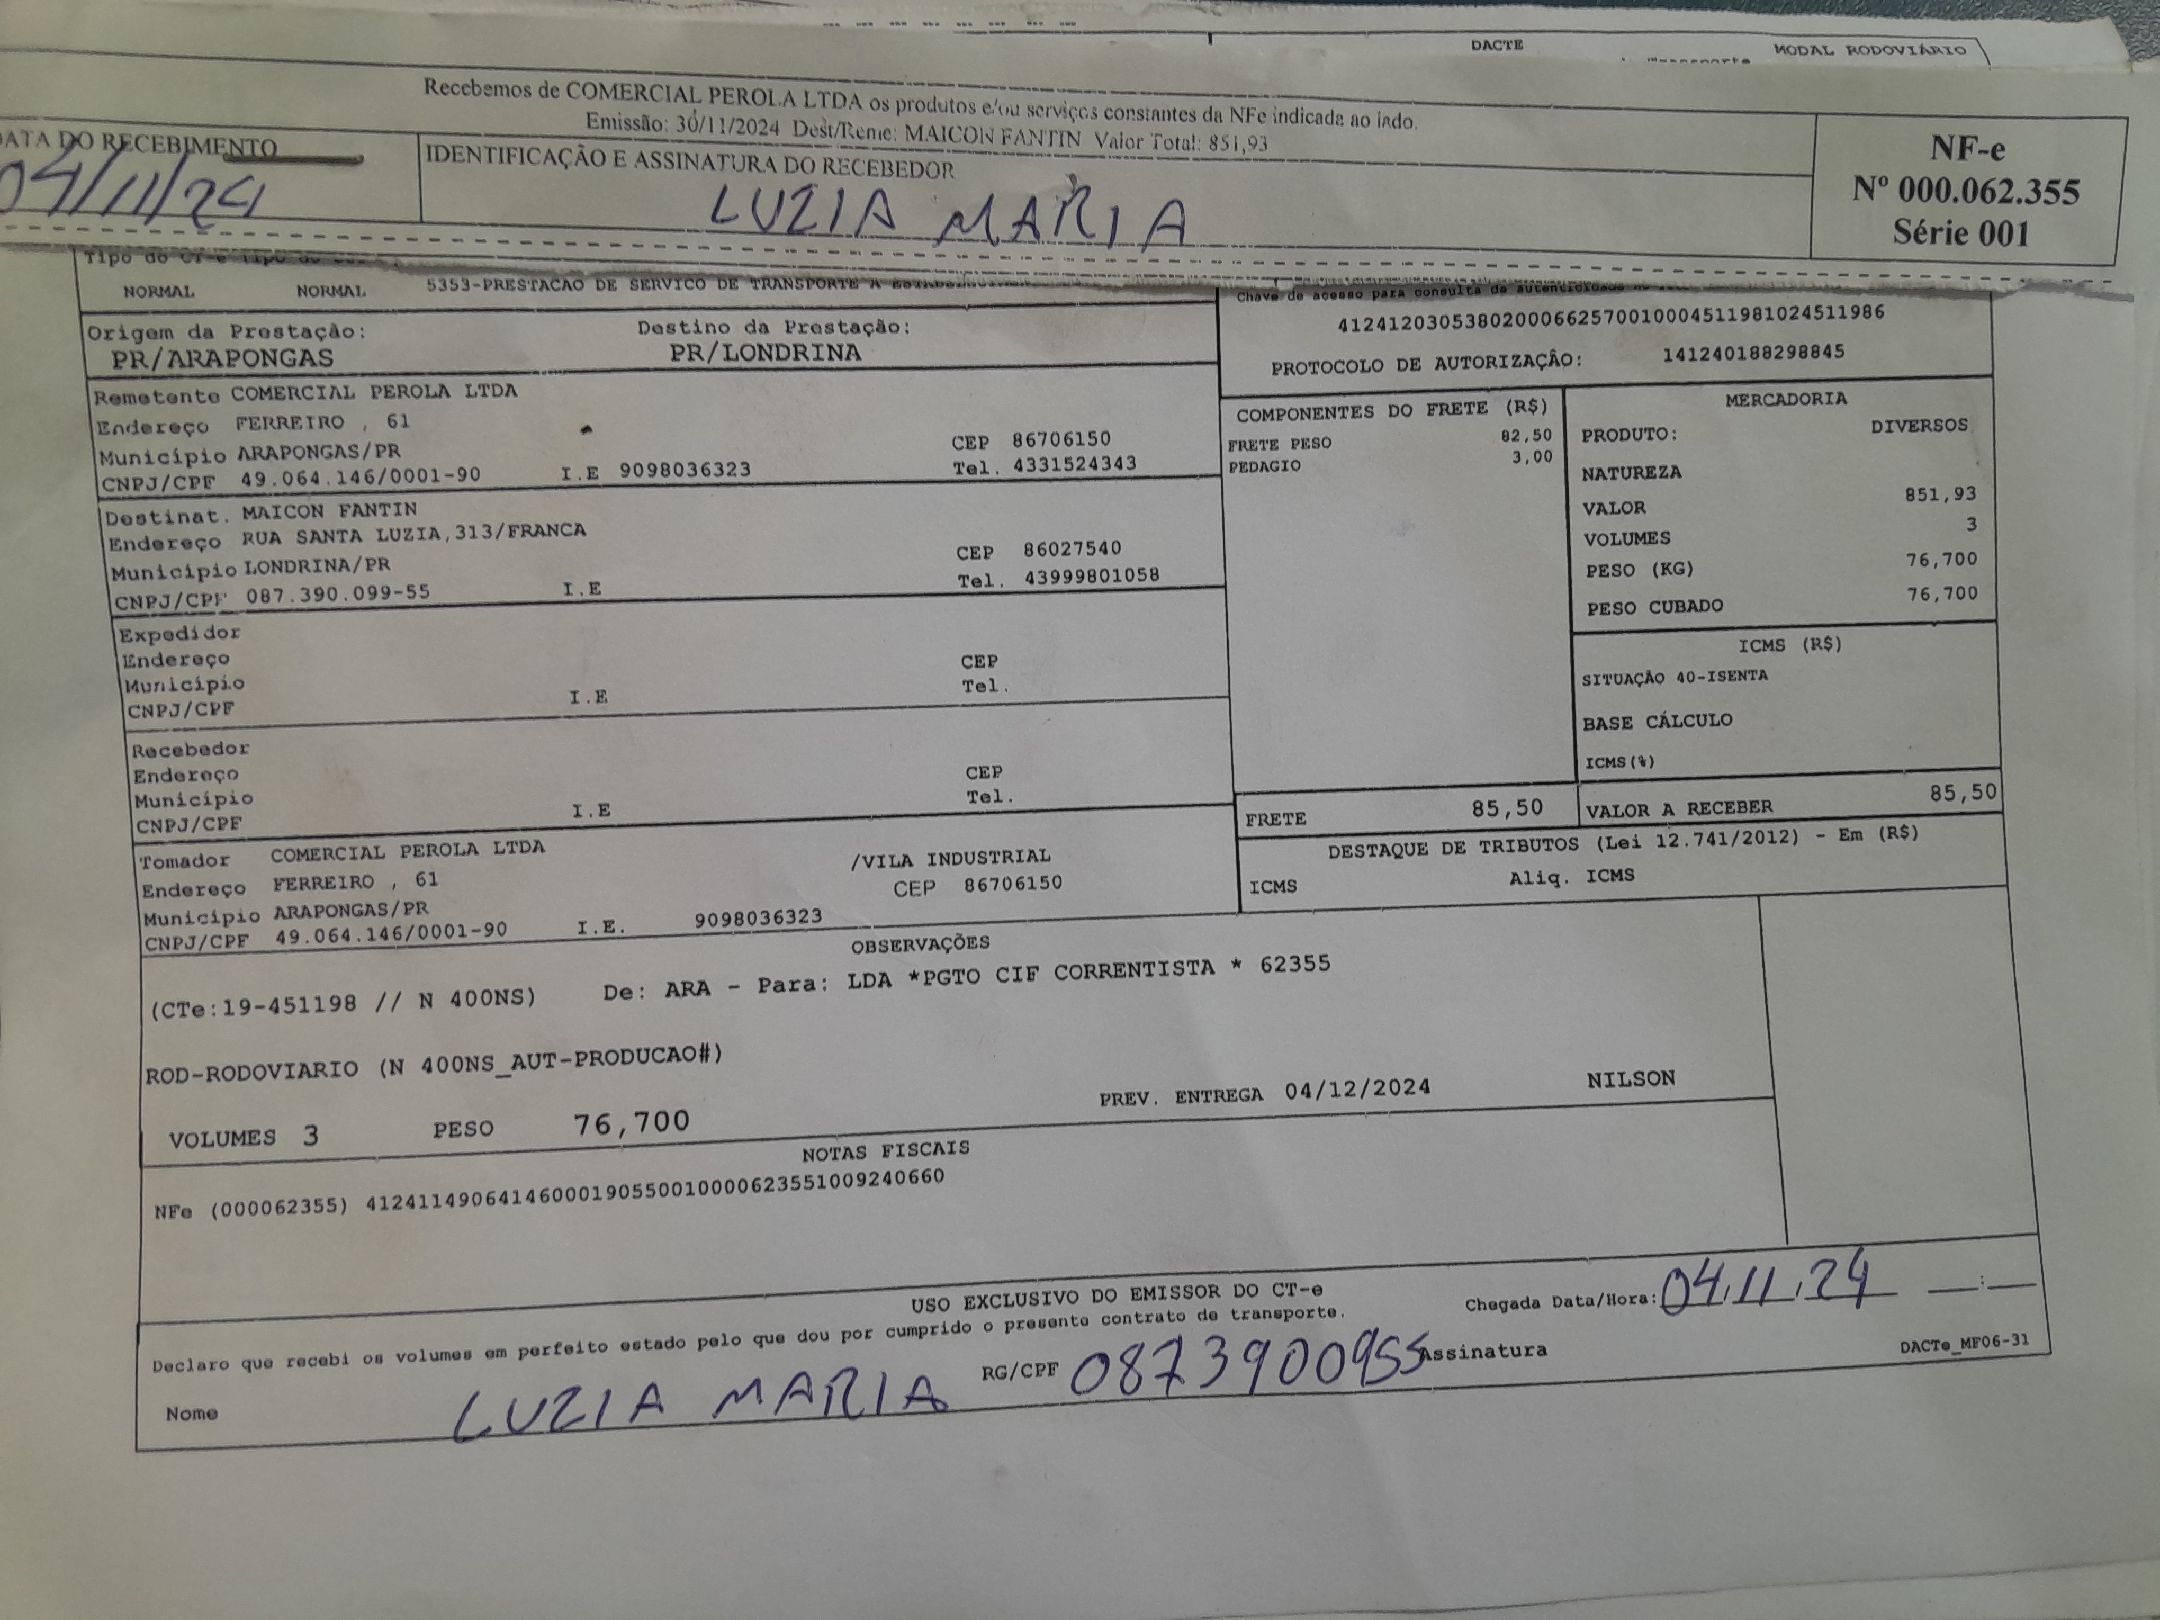 DACTE
MODAL RODOVIÁRIO
Recebemos de COMERCIAL PEROLA LTDA os produtos e/ou serviços constantes da NFe indicada ao lado.
Emissão: 30/11/2024 Dest/Reme: MAICON FANTIN Valor Total: 851,93
DATA DO RECEBIMENTO
04/11/24
IDENTIFICAÇÃO E ASSINATURA DO RECEBEDOR
LUZIA MARIA
NF-e
Nº 000.062.355
Série 001
Tipo do CT-e
NORMAL NORMAL 5353-PRESTACAO DE SERVICO DE TRANSPORTE A
Chave de acesso para consulta de autenticidade
41241203053802000662570010004511981024511986
PROTOCOLO DE AUTORIZAÇÃO: 141240188298845
Origem da Prestação: Destino da Prestação:
PR/ARAPONGAS PR/LONDRINA
Remetente COMERCIAL PEROLA LTDA
Endereço FERREIRO , 61
Município ARAPONGAS/PR CEP 86706150
CNPJ/CPF 49.064.146/0001-90 I.E 9098036323 Tel. 4331524343
Destinat. MAICON FANTIN
Endereço RUA SANTA LUZIA,313/FRANCA
Município LONDRINA/PR CEP 86027540
CNPJ/CPF 087.390.099-55 I.E Tel. 43999801058
Expedidor
Endereço
Município CEP
CNPJ/CPF I.E Tel.
Recebedor
Endereço
Município CEP
CNPJ/CPF I.E Tel.
Tomador COMERCIAL PEROLA LTDA
Endereço FERREIRO , 61 /VILA INDUSTRIAL
Município ARAPONGAS/PR CEP 86706150
CNPJ/CPF 49.064.146/0001-90 I.E. 9098036323
COMPONENTES DO FRETE (R$)
FRETE PESO 82,50
PEDAGIO 3,00
MERCADORIA
PRODUTO: DIVERSOS
NATUREZA
VALOR 851,93
VOLUMES 3
PESO (KG) 76,700
PESO CUBADO 76,700
ICMS (R$)
SITUAÇÃO 40-ISENTA
BASE CÁLCULO
ICMS(%)
FRETE 85,50 VALOR A RECEBER 85,50
DESTAQUE DE TRIBUTOS (Lei 12.741/2012) - Em (R$)
ICMS Aliq. ICMS
OBSERVAÇÕES
(CTe:19-451198 // N 400NS) De: ARA - Para: LDA *PGTO CIF CORRENTISTA * 62355
ROD-RODOVIARIO (N 400NS_AUT-PRODUCAO#)
PREV. ENTREGA 04/12/2024 NILSON
VOLUMES 3 PESO 76,700
NOTAS FISCAIS
NFe (000062355) 41241149064146000190550010000623551009240660
USO EXCLUSIVO DO EMISSOR DO CT-e
Declaro que recebi os volumes em perfeito estado pelo que dou por cumprido o presente contrato de transporte.
Chegada Data/Hora: 04.11.24 __:__
Nome LUZIA MARIA RG/CPF 08739009955 Assinatura
DACTe_MF06-31